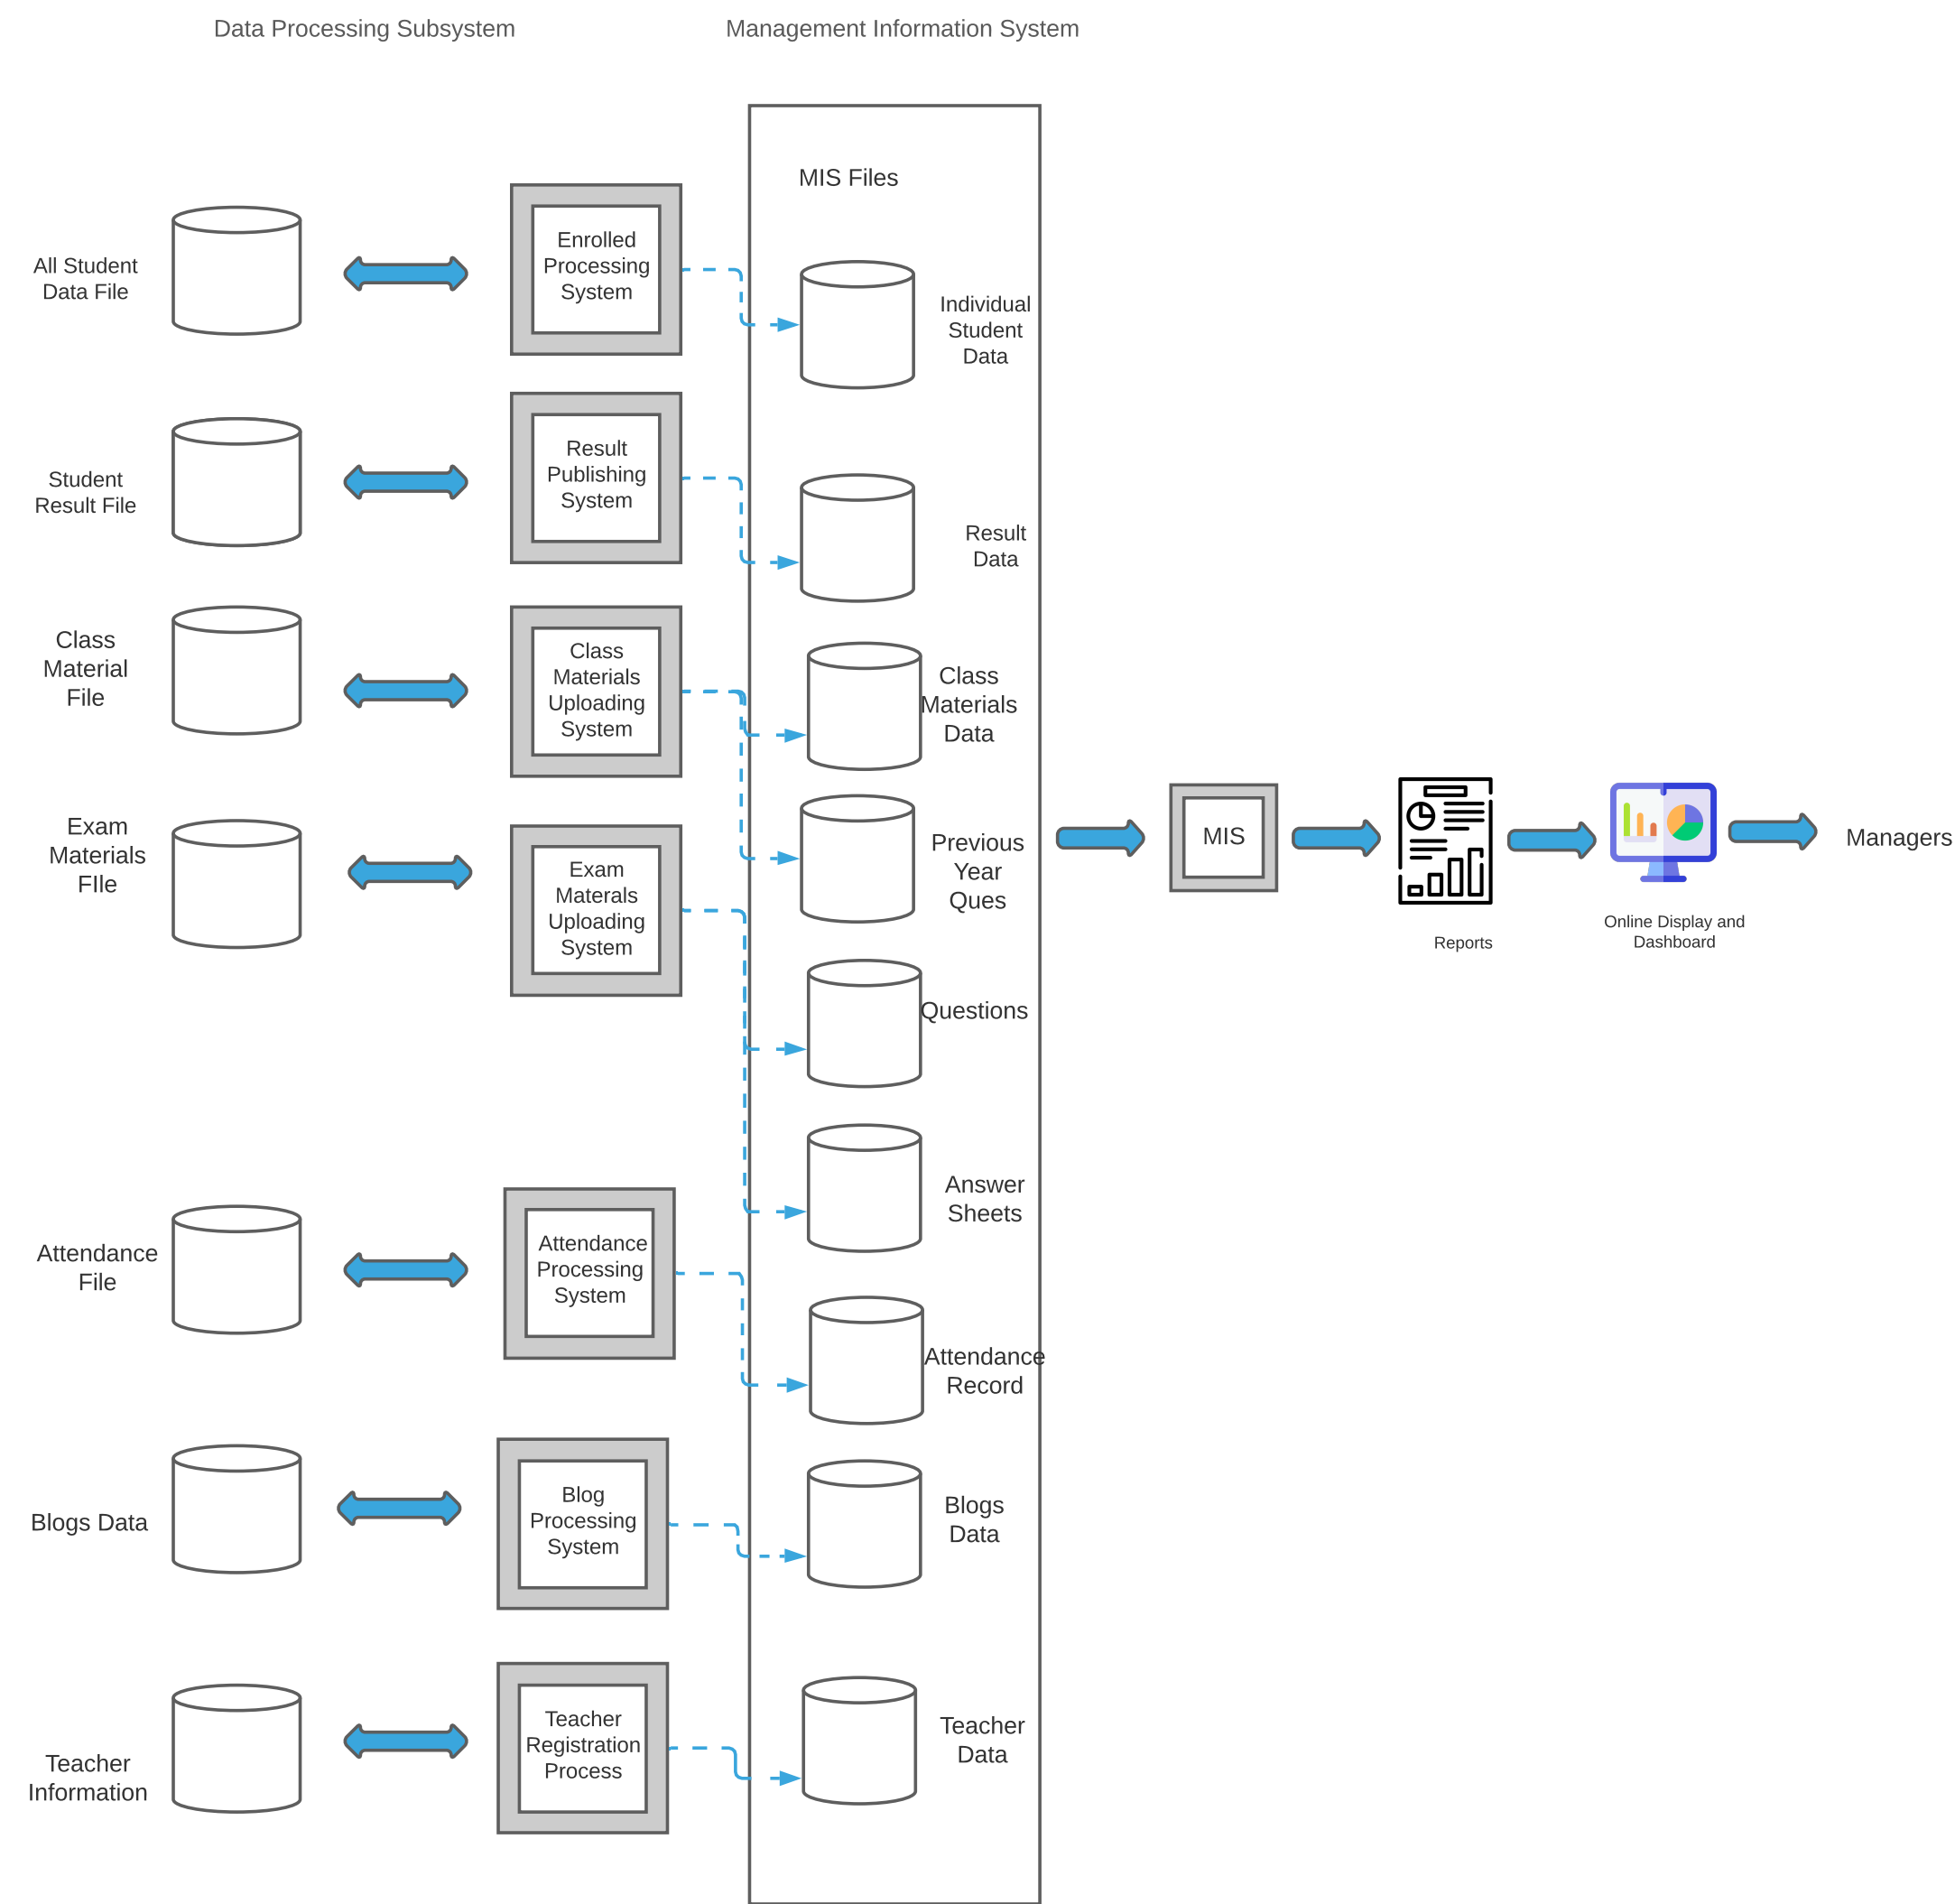 Data Processing Subsystem
Management Information System
MIS Files
All Student
Data File
Enrolled
Processing
System
Individual
Student
Data
Student
Result File
Result
Publishing
System
Result
Data
Class
Material
File
Class
Materials
Uploading
System
Class
Materials
Data
Exam
Materials
FIle
Exam
Materals
Uploading
System
Previous
Year
Ques
Questions
Answer
Sheets
Attendance
File
Attendance
Processing
System
Attendance
Record
Blogs Data
Blog
Processing
System
Blogs
Data
Teacher
Information
Teacher
Registration
Process
Teacher
Data
MIS
Reports
Online Display and
Dashboard
Managers